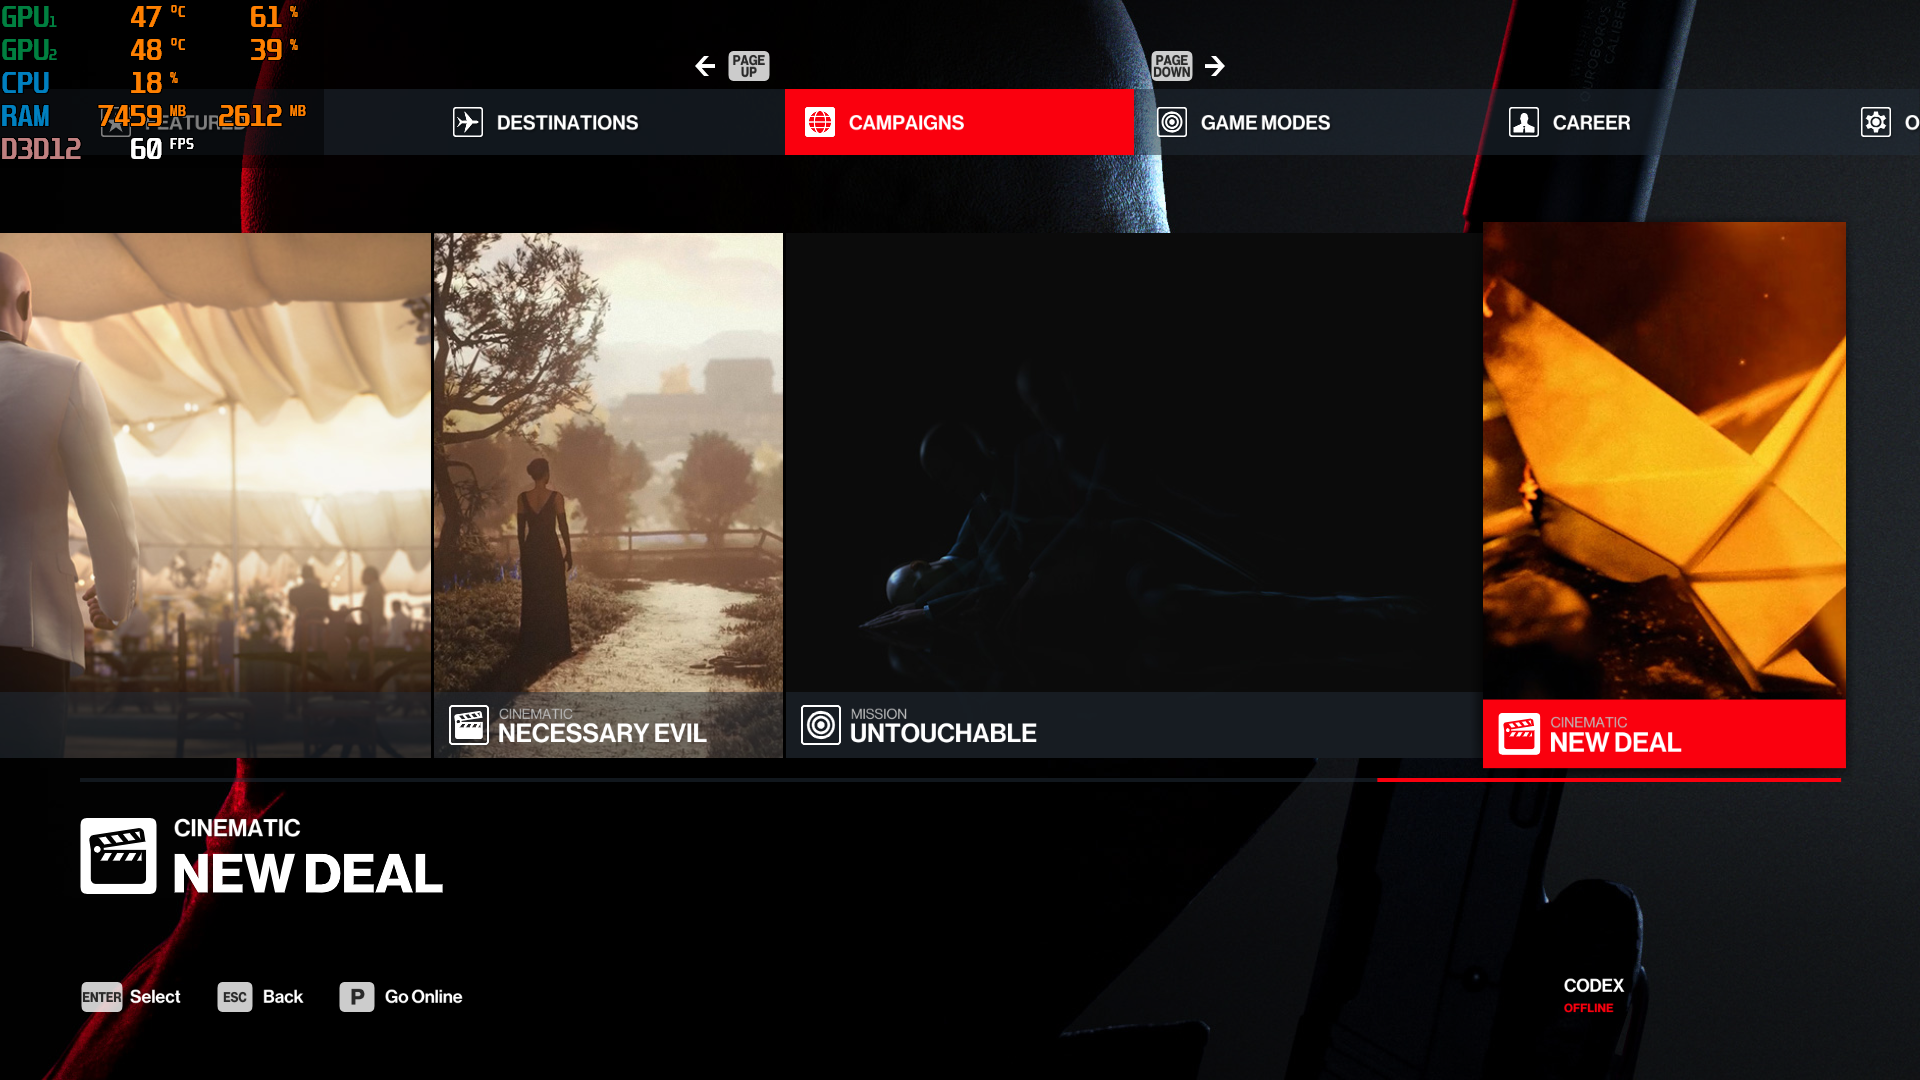 GPU1 47 °C 61 %
GPU2 48 °C 39 %
CPU 18 %
RAM 7459 MB 2612 MB
D3D12 60 FPS
PAGE UP
PAGE DOWN
FEATURED
DESTINATIONS
CAMPAIGNS
GAME MODES
CAREER
O
OUROBOROS
CALIBER
CINEMATIC
NECESSARY EVIL
MISSION
UNTOUCHABLE
CINEMATIC
NEW DEAL
CINEMATIC
NEW DEAL
ENTER Select
ESC Back
P Go Online
CODEX
OFFLINE